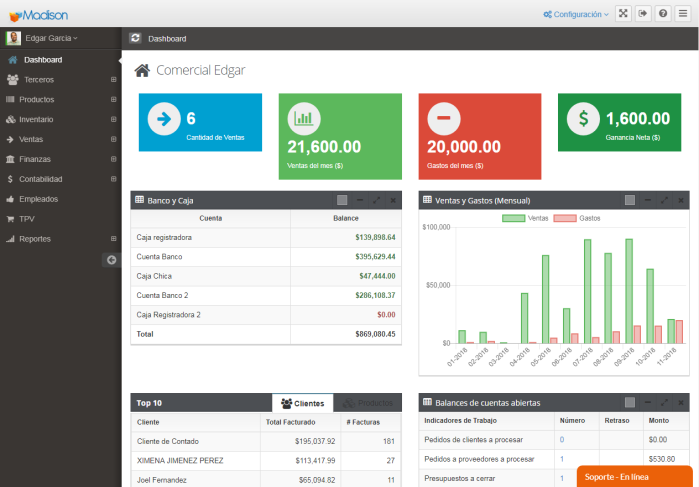 Madison
Configuración
Edgar Garcia
Dashboard
Dashboard
Terceros
Productos
Inventario
Ventas
Finanzas
Contabilidad
Empleados
TPV
Reportes
Comercial Edgar
6
Cantidad de Ventas
21,600.00
Ventas del mes ($)
20,000.00
Gastos del mes ($)
$
1,600.00
Ganancia Neta ($)
Banco y Caja
Cuenta Balance
Caja registradora $139,898.64
Cuenta Banco $395,629.44
Caja Chica $47,444.00
Cuenta Banco 2 $286,108.37
Caja Registradora 2 $0.00
Total $869,080.45
Ventas y Gastos (Mensual)
Ventas Gastos
$100,000
$50,000
$0
01-2018 02-2018 03-2018 04-2018 05-2018 06-2018 07-2018 08-2018 09-2018 10-2018 11-2018
Top 10 Clientes Productos
Cliente Total Facturado # Facturas
Cliente de Contado $195,037.92 181
XIMENA JIMENEZ PEREZ $113,417.99 27
Joel Fernandez $65,094.82 11
Balances de cuentas abiertas
Indicadores de Trabajo Número Retraso Monto
Pedidos de clientes a procesar 0 $0.00
Pedidos a proveedores a procesar 1 $530.80
Presupuestos a cerrar 1
Soporte - En línea